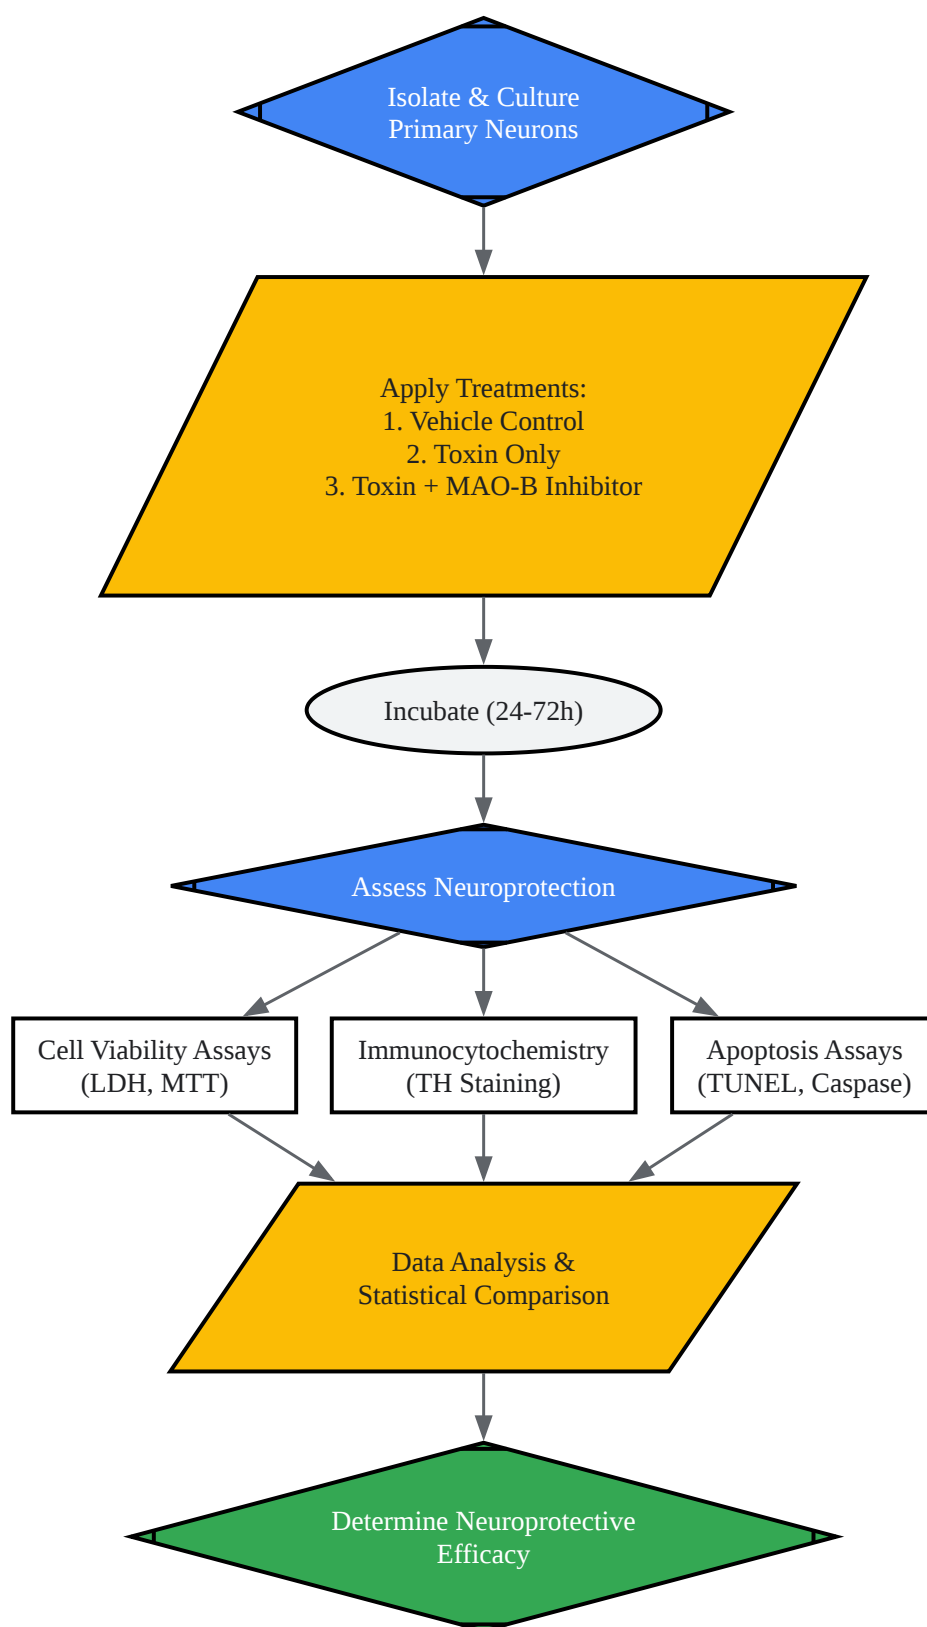 Isolate & Culture
Primary Neurons
Apply Treatments:
1. Vehicle Control
2. Toxin Only
3. Toxin + MAO-B Inhibitor
Incubate (24-72h)
Assess Neuroprotection
Cell Viability Assays
(LDH, MTT)
Immunocytochemistry
(TH Staining)
Apoptosis Assays
(TUNEL, Caspase)
Data Analysis &
Statistical Comparison
Determine Neuroprotective
Efficacy